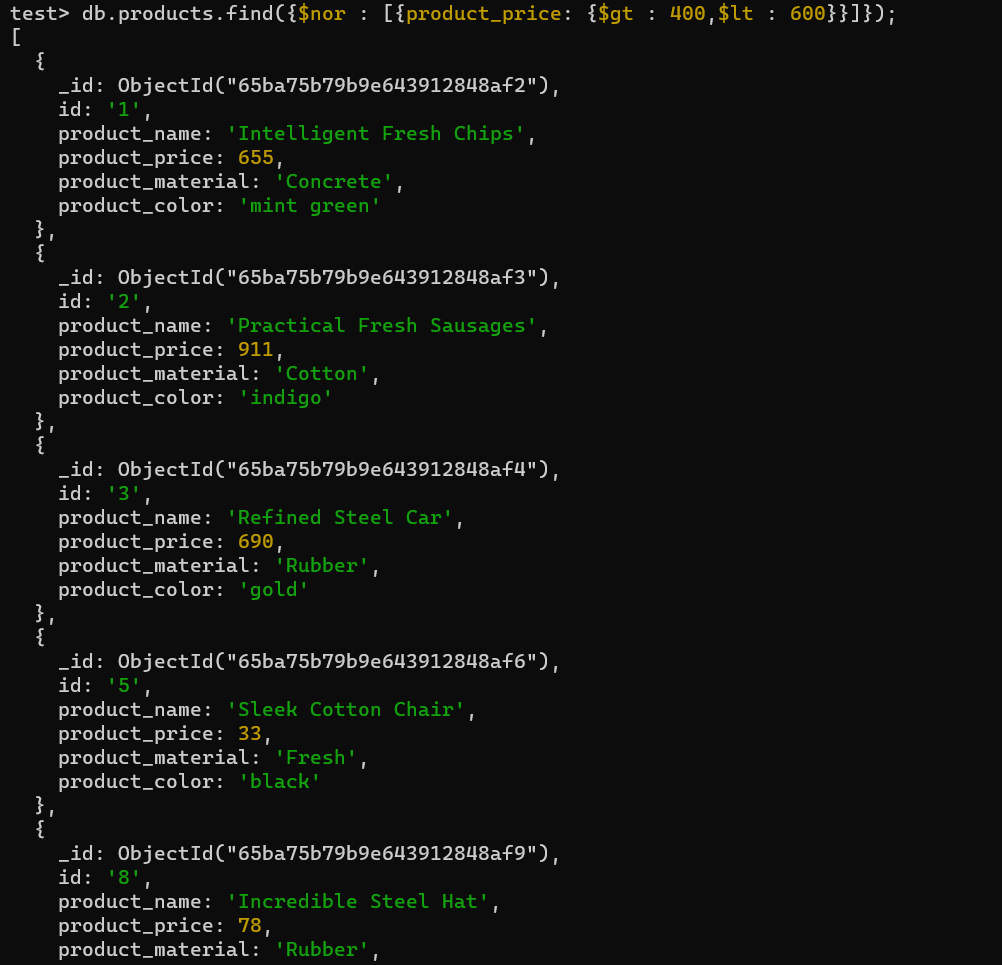 test> db.products.find({$nor : [{product_price: {$gt : 400,$lt : 600}}]});
[
  {
    _id: ObjectId("65ba75b79b9e643912848af2"),
    id: '1',
    product_name: 'Intelligent Fresh Chips',
    product_price: 655,
    product_material: 'Concrete',
    product_color: 'mint green'
  },
  {
    _id: ObjectId("65ba75b79b9e643912848af3"),
    id: '2',
    product_name: 'Practical Fresh Sausages',
    product_price: 911,
    product_material: 'Cotton',
    product_color: 'indigo'
  },
  {
    _id: ObjectId("65ba75b79b9e643912848af4"),
    id: '3',
    product_name: 'Refined Steel Car',
    product_price: 690,
    product_material: 'Rubber',
    product_color: 'gold'
  },
  {
    _id: ObjectId("65ba75b79b9e643912848af6"),
    id: '5',
    product_name: 'Sleek Cotton Chair',
    product_price: 33,
    product_material: 'Fresh',
    product_color: 'black'
  },
  {
    _id: ObjectId("65ba75b79b9e643912848af9"),
    id: '8',
    product_name: 'Incredible Steel Hat',
    product_price: 78,
    product_material: 'Rubber',